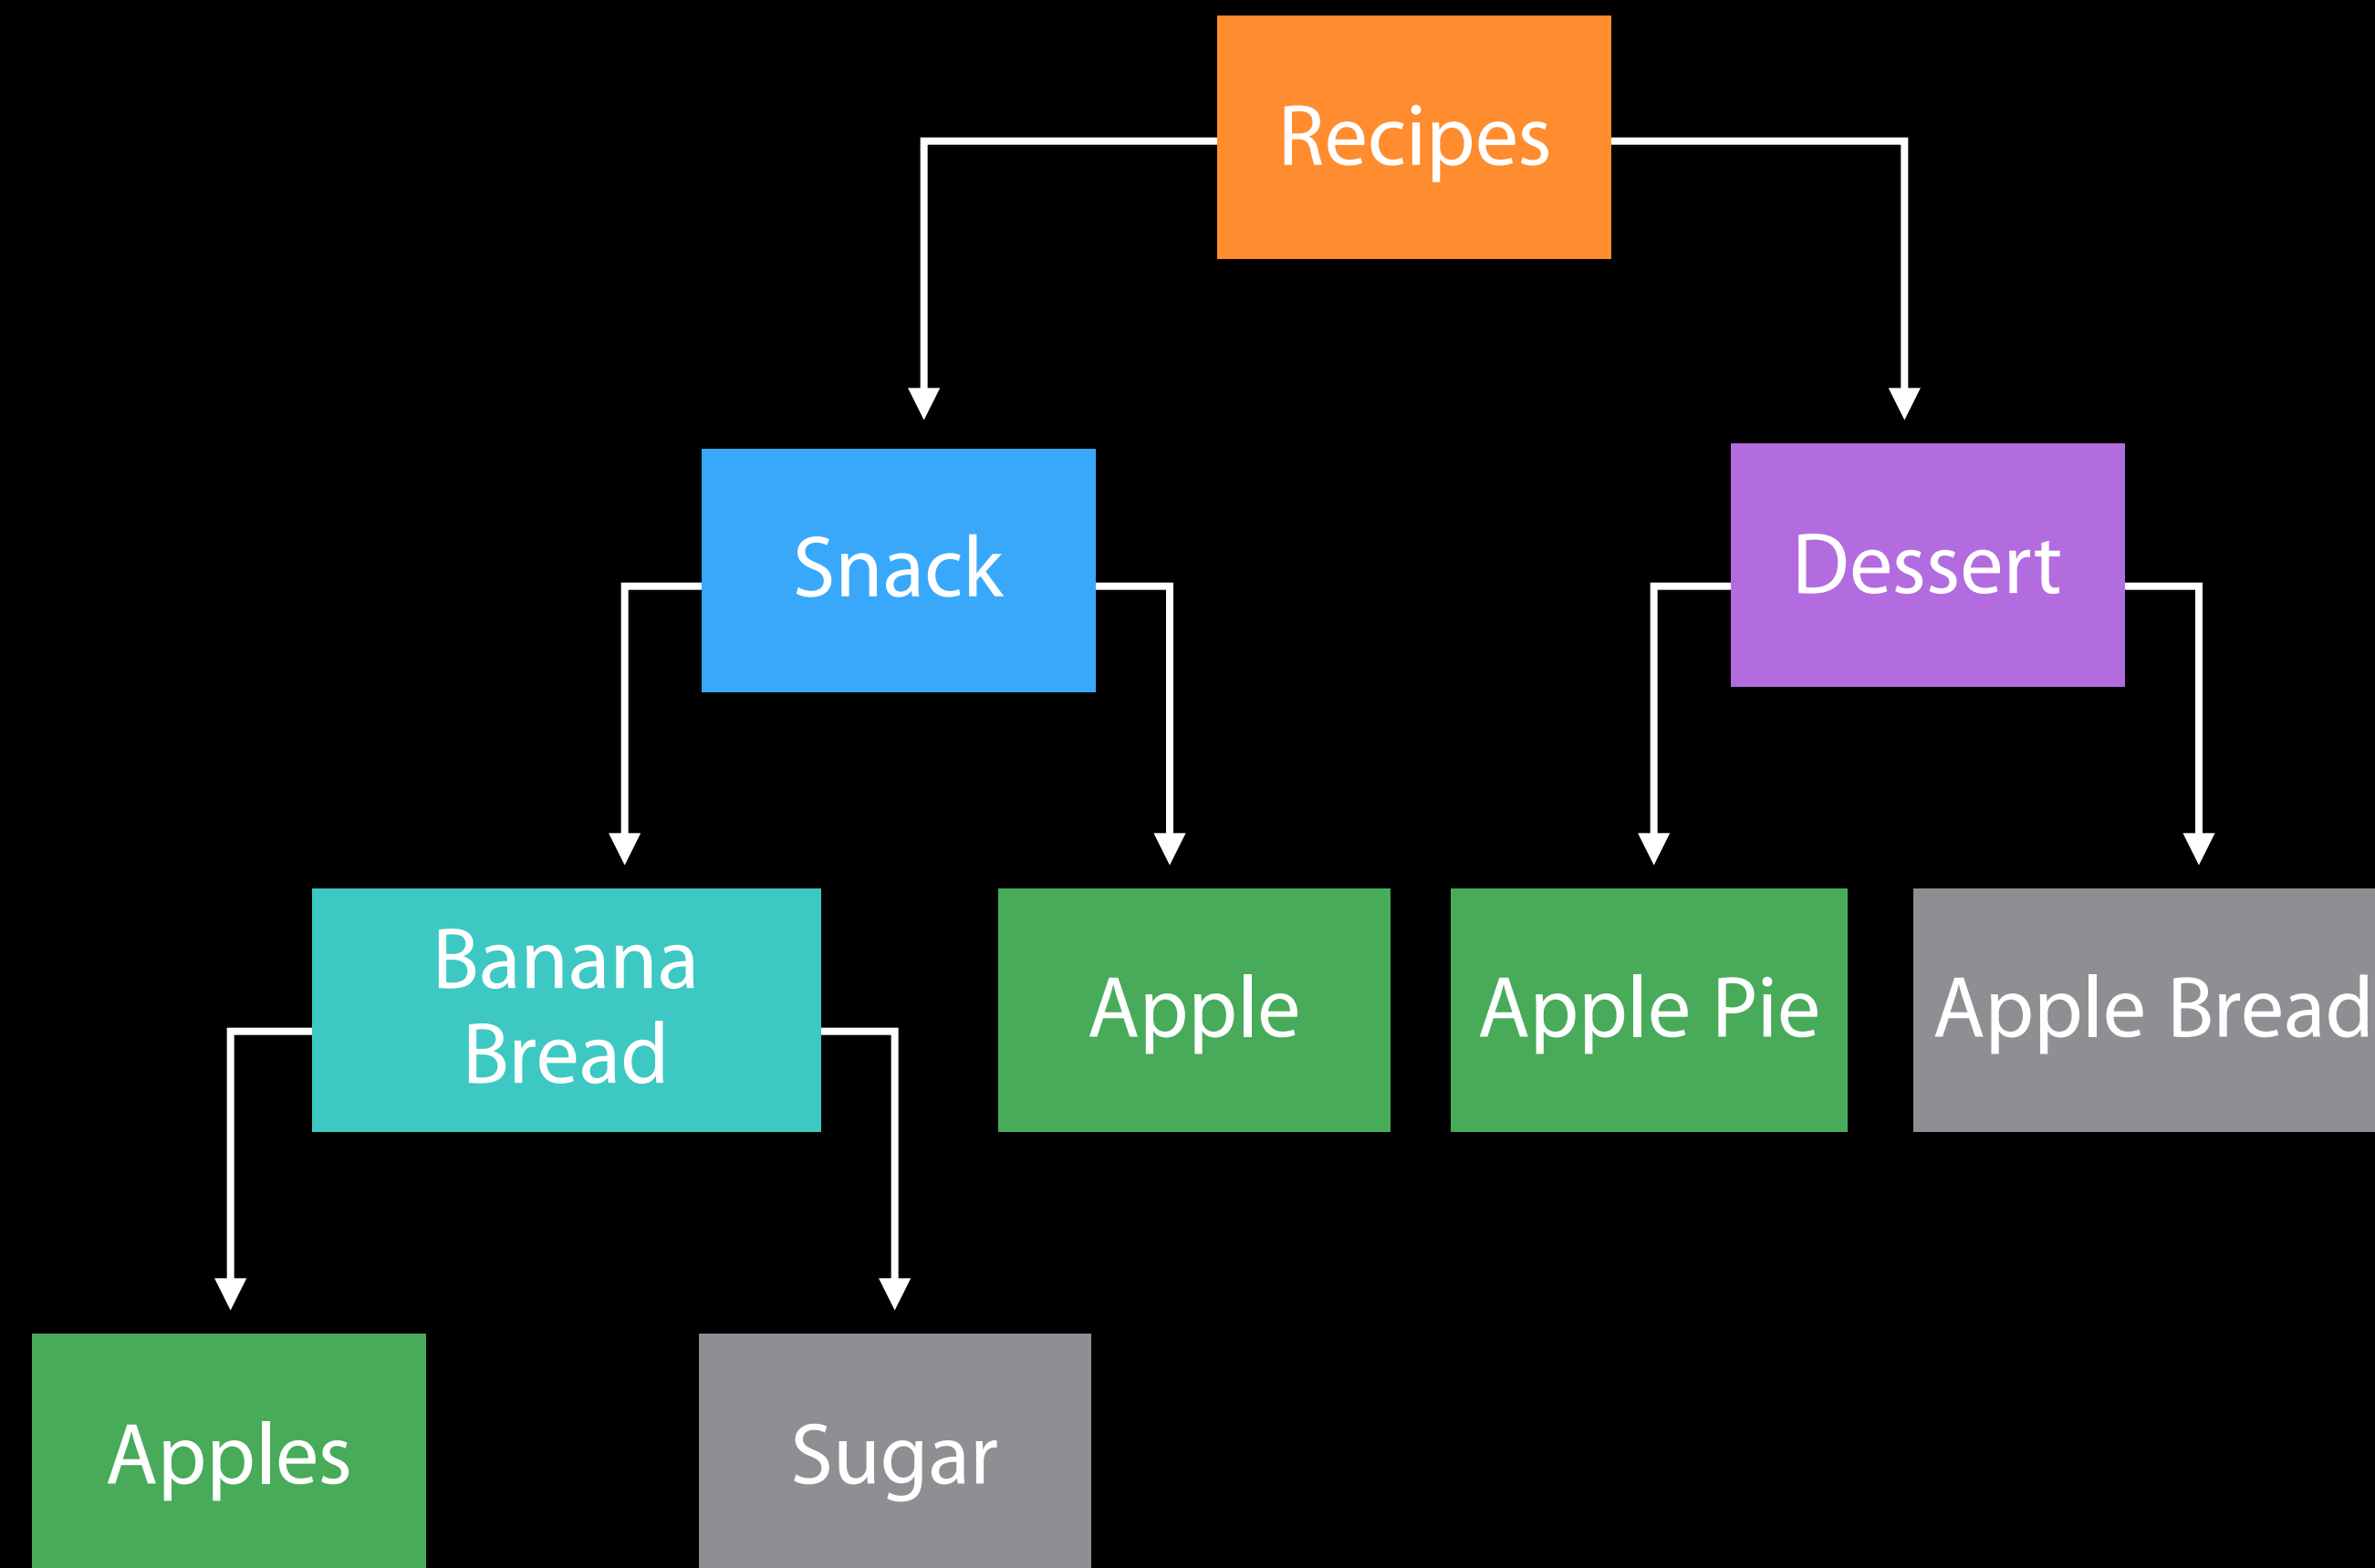 Recipes
Snack
Dessert
Banana
Bread
Apple
Apple Pie
Apple Bread
Apples
Sugar